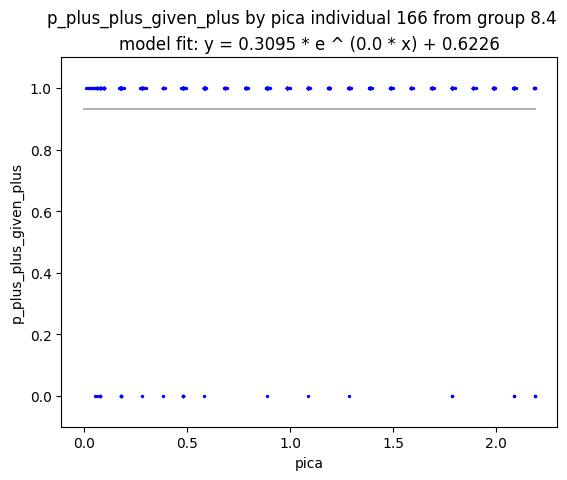 p_plus_plus_given_plus by pica individual 166 from group 8.4
model fit: y = 0.3095 * e ^ (0.0 * x) + 0.6226
1.0
0.8
0.6
0.4
0.2
0.0
p_plus_plus_given_plus
0.0 0.5 1.0 1.5 2.0
pica